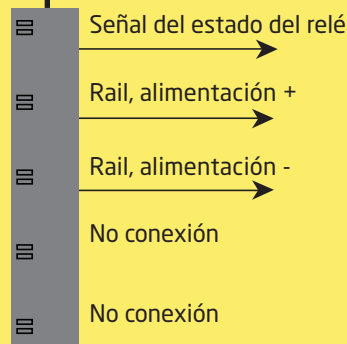 Señal del estado del relé
Rail, alimentación +
Rail, alimentación -
No conexión
No conexión